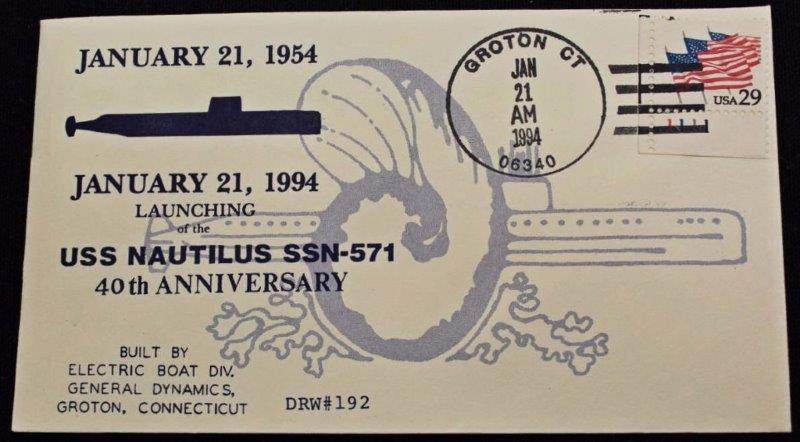 JANUARY 21, 1954
JANUARY 21, 1994
LAUNCHING
of the
USS NAUTILUS SSN-571
40th ANNIVERSARY
BUILT BY
ELECTRIC BOAT DIV.
GENERAL DYNAMICS,
GROTON, CONNECTICUT
DRW#192
GROTON CT
JAN
21
AM
1994
06340
USA 29
1111